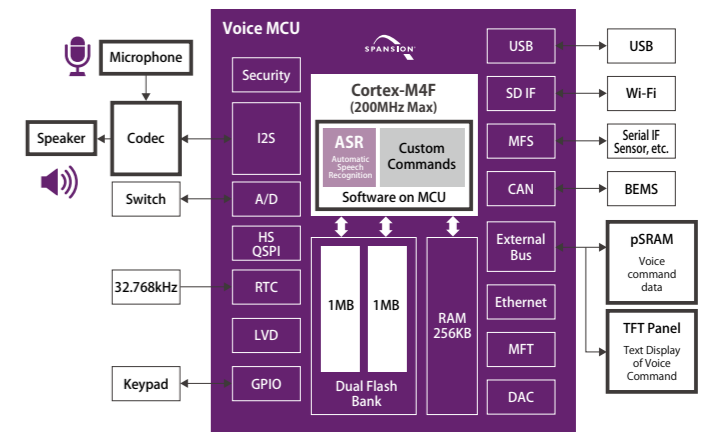 Voice MCU
SPANSION
Microphone
Codec
Speaker
Switch
32.768kHz
Keypad
Security
I2S
A/D
HS
QSPI
RTC
LVD
GPIO
Cortex-M4F
(200MHz Max)
ASR
Automatic
Speech
Recognition
Custom
Commands
Software on MCU
1MB
1MB
Dual Flash
Bank
RAM
256KB
USB
SD IF
MFS
CAN
External
Bus
Ethernet
MFT
DAC
USB
Wi-Fi
Serial IF
Sensor, etc.
BEMS
pSRAM
Voice
command
data
TFT Panel
Text Display
of Voice
Command